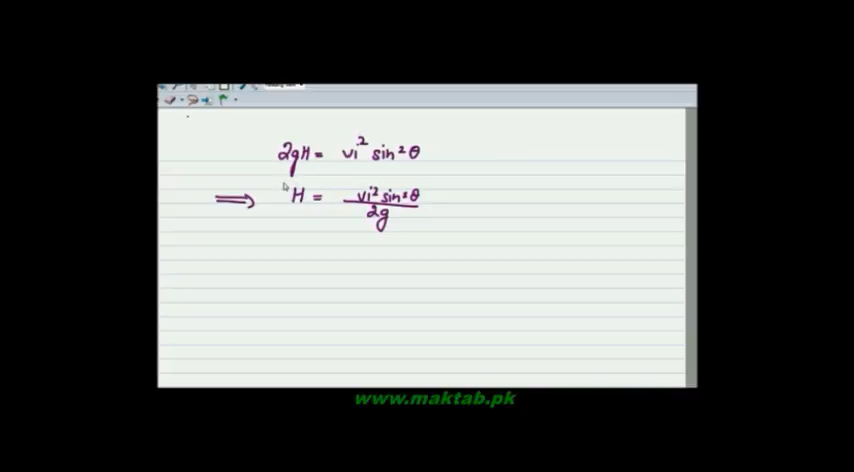 2gH = vi² sin²θ
⟹ H = vi² sin²θ / 2g
www.maktab.pk